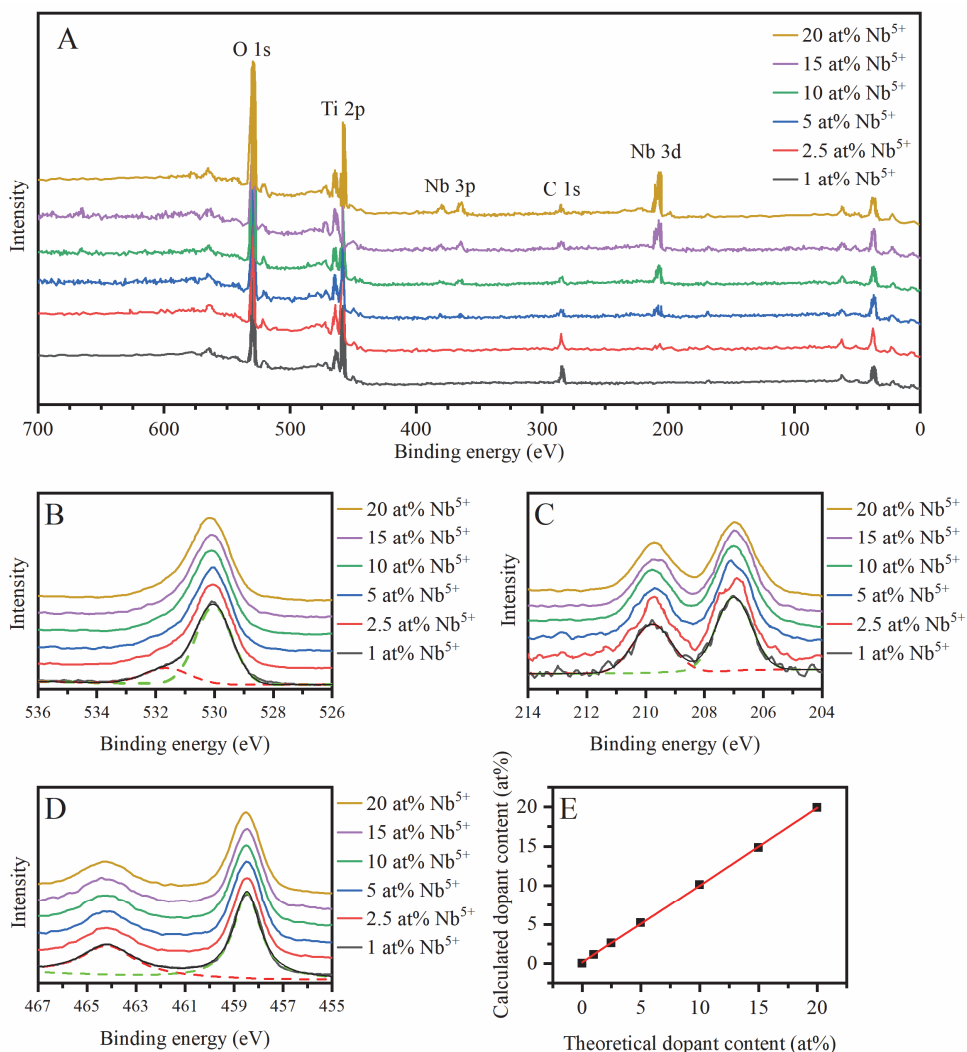 A
O 1s
Ti 2p
Nb 3p
C 1s
Nb 3d
20 at% Nb⁵⁺
15 at% Nb⁵⁺
10 at% Nb⁵⁺
5 at% Nb⁵⁺
2.5 at% Nb⁵⁺
1 at% Nb⁵⁺
Intensity
700 600 500 400 300 200 100 0
Binding energy (eV)
B
20 at% Nb⁵⁺
15 at% Nb⁵⁺
10 at% Nb⁵⁺
5 at% Nb⁵⁺
2.5 at% Nb⁵⁺
1 at% Nb⁵⁺
Intensity
536 534 532 530 528 526
Binding energy (eV)
C
20 at% Nb⁵⁺
15 at% Nb⁵⁺
10 at% Nb⁵⁺
5 at% Nb⁵⁺
2.5 at% Nb⁵⁺
1 at% Nb⁵⁺
Intensity
214 212 210 208 206 204
Binding energy (eV)
D
20 at% Nb⁵⁺
15 at% Nb⁵⁺
10 at% Nb⁵⁺
5 at% Nb⁵⁺
2.5 at% Nb⁵⁺
1 at% Nb⁵⁺
Intensity
467 465 463 461 459 457 455
Binding energy (eV)
E
Calculated dopant content (at%)
20
15
10
5
0
0 5 10 15 20
Theoretical dopant content (at%)